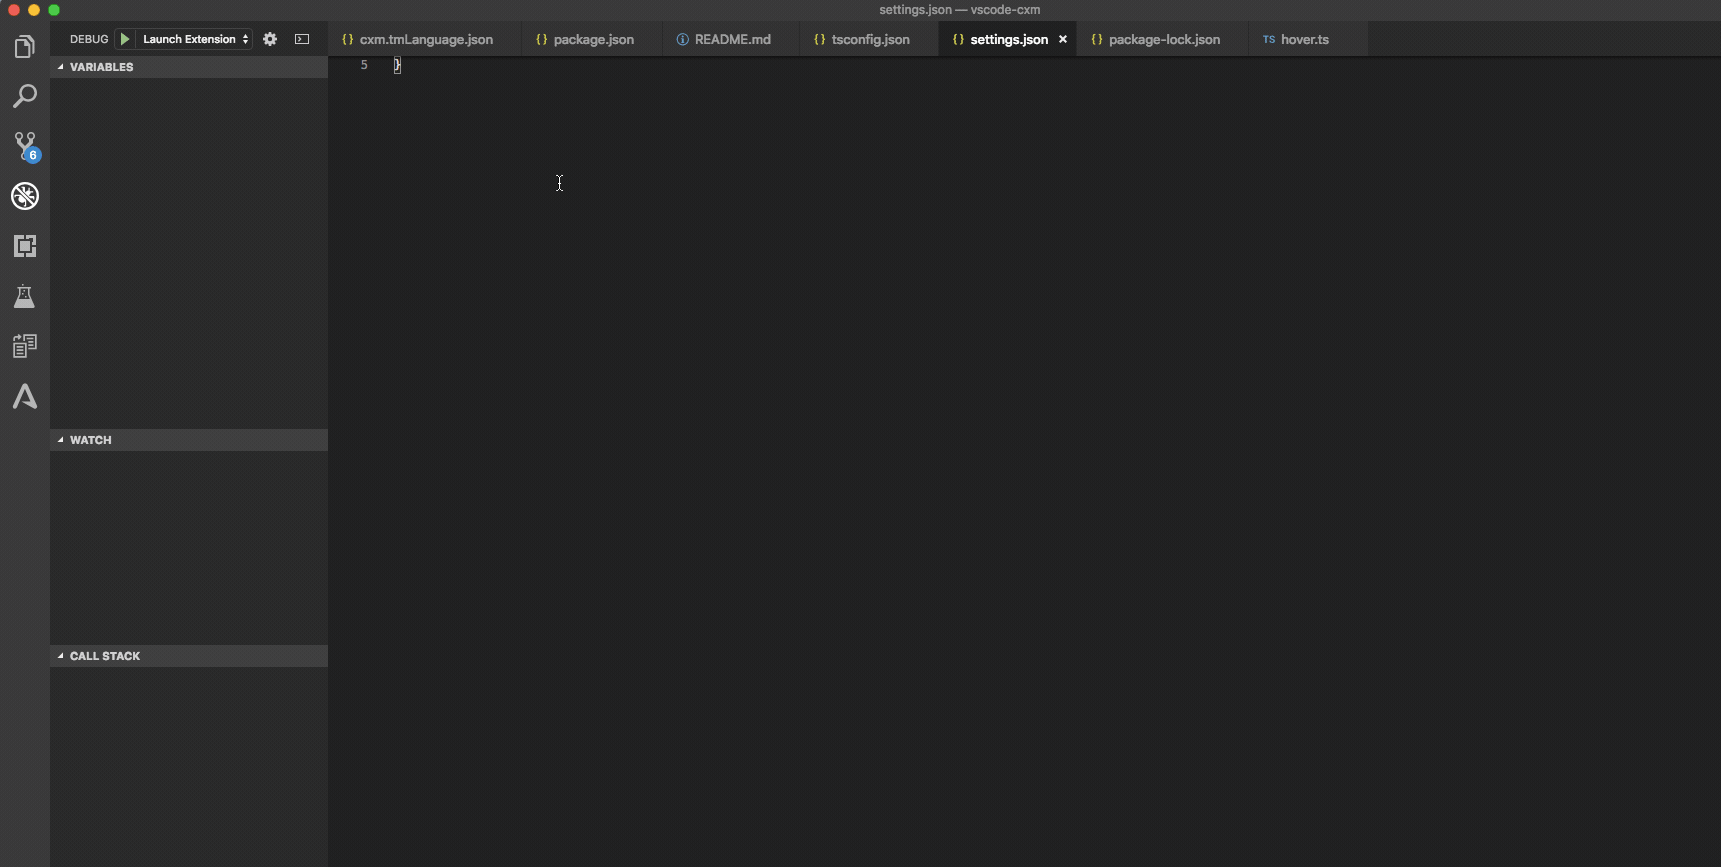 settings.json — vscode-cxm
DEBUG Launch Extension
{} cxm.tmLanguage.json {} package.json README.md {} tsconfig.json {} settings.json × {} package-lock.json TS hover.ts
VARIABLES
5 }
6
WATCH
CALL STACK